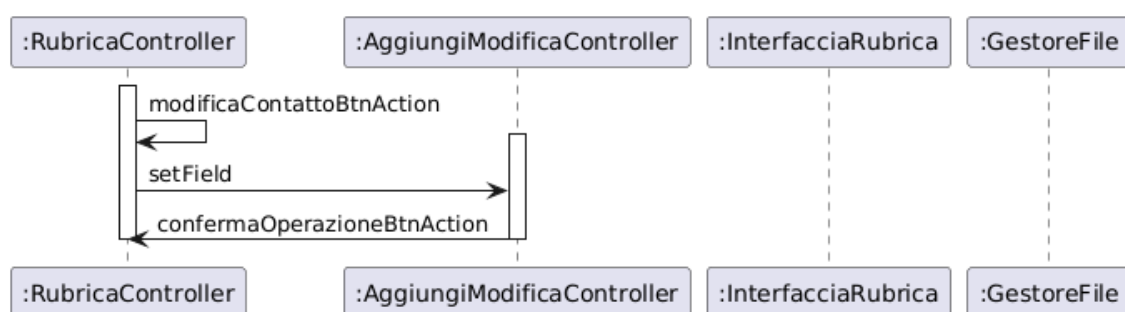 :RubricaController
:AggiungiModificaController
:InterfacciaRubrica
:GestoreFile
modificaContattoBtnAction
setField
confermaOperazioneBtnAction
:RubricaController
:AggiungiModificaController
:InterfacciaRubrica
:GestoreFile